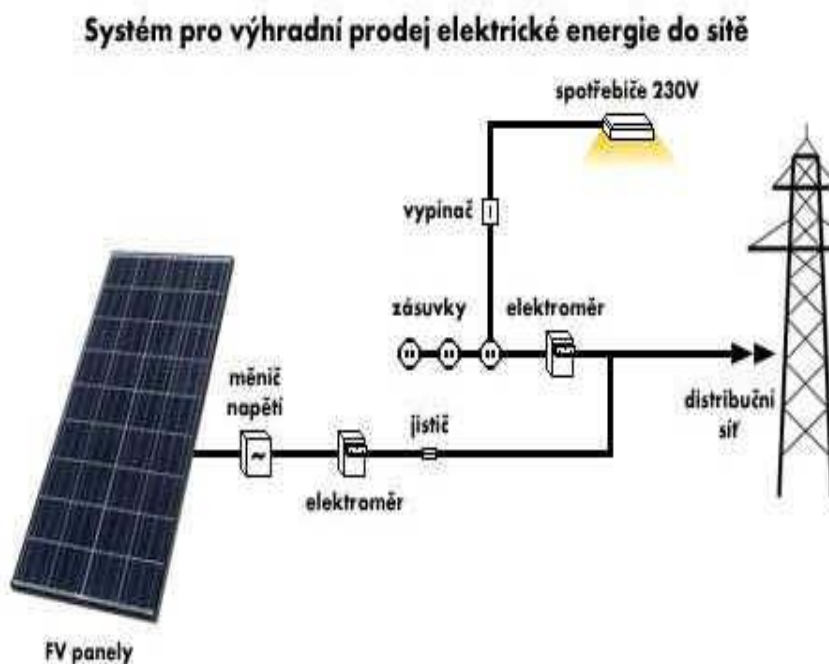 Systém pro výhradní prodej elektrické energie do sítě
spotřebiče 230V
vypínač
zásuvky
elektroměr
měnič
napětí
jistič
distribuční
síť
elektroměr
FV panely